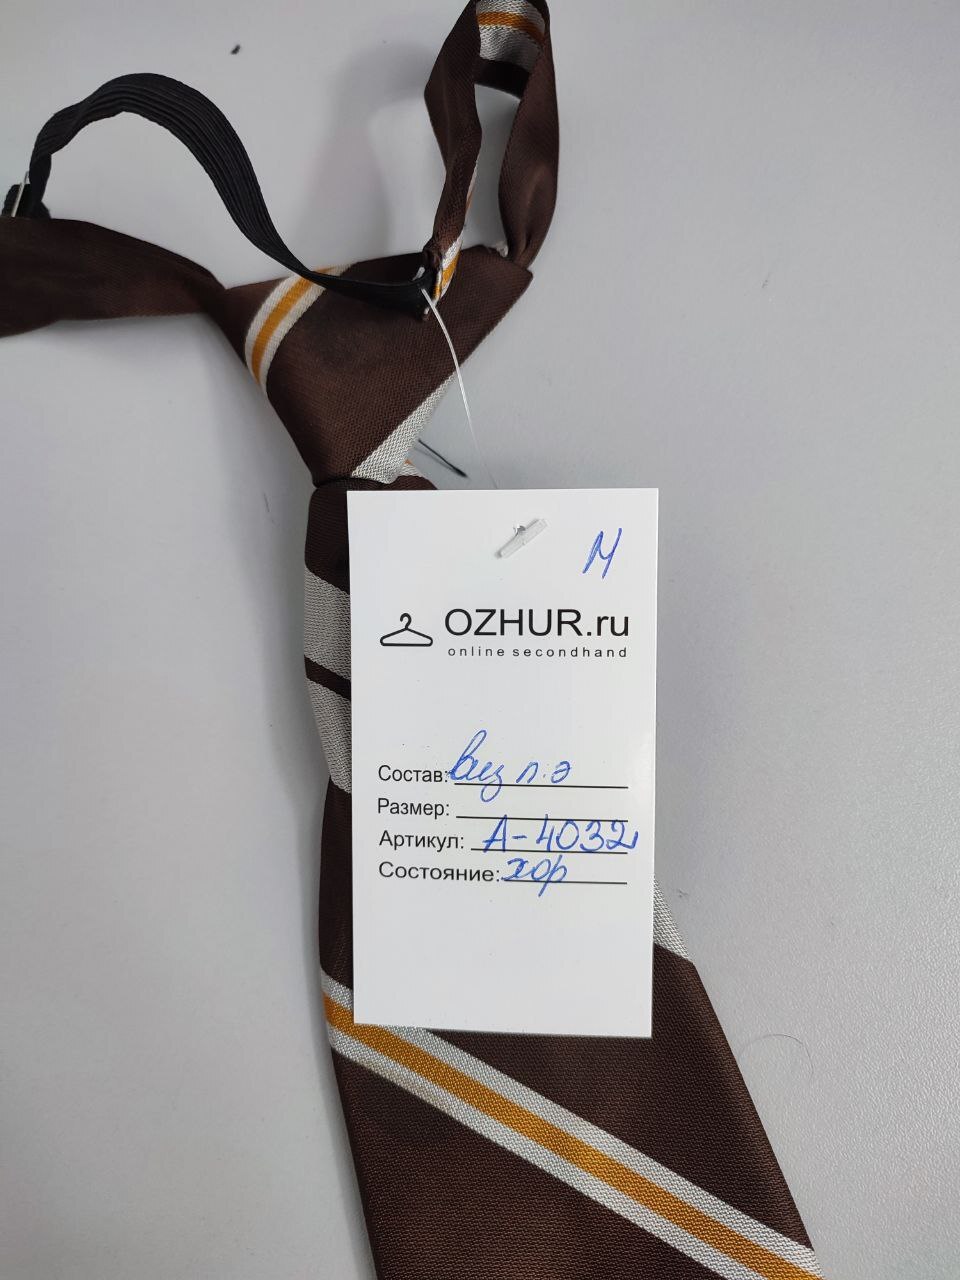 М
OZHUR.ru
online secondhand
Состав: виз п.э
Размер:
Артикул: А-4032
Состояние: хор